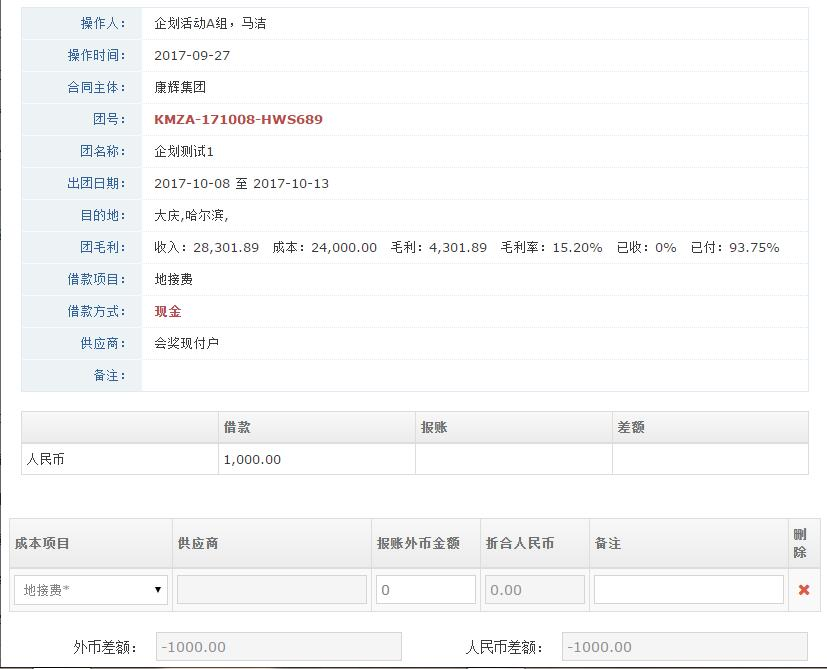 操作人： 企划活动A组，马洁
操作时间： 2017-09-27
合同主体： 康辉集团
团号： KMZA-171008-HWS689
团名称： 企划测试1
出团日期： 2017-10-08 至 2017-10-13
目的地： 大庆,哈尔滨,
团毛利： 收入：28,301.89 成本：24,000.00 毛利：4,301.89 毛利率：15.20% 已收：0% 已付：93.75%
借款项目： 地接费
借款方式： 现金
供应商： 会奖现付户
备注：
借款 报账 差额
人民币 1,000.00
成本项目 供应商 报账外币金额 折合人民币 备注 删除
地接费* 0 0.00
外币差额： -1000.00 人民币差额： -1000.00